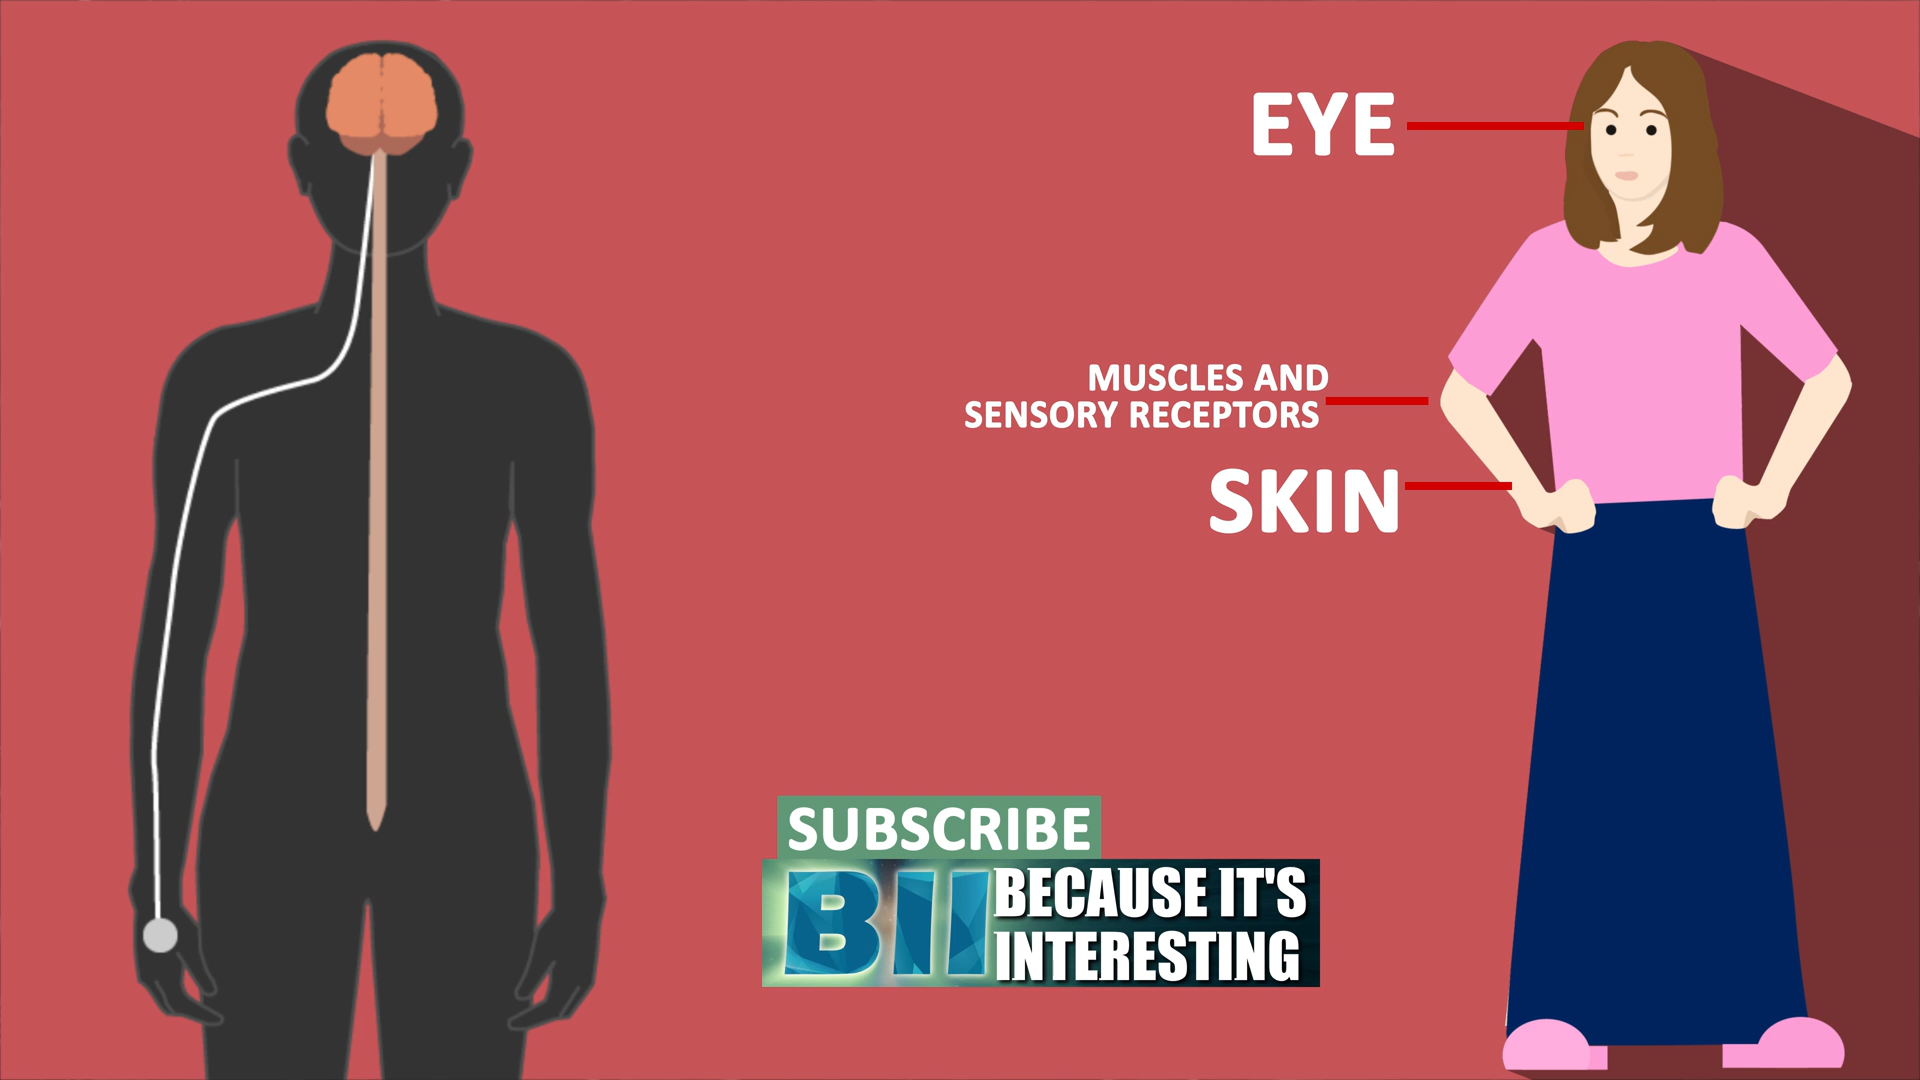 EYE
MUSCLES AND
SENSORY RECEPTORS
SKIN
SUBSCRIBE
BII
BECAUSE IT'S
INTERESTING